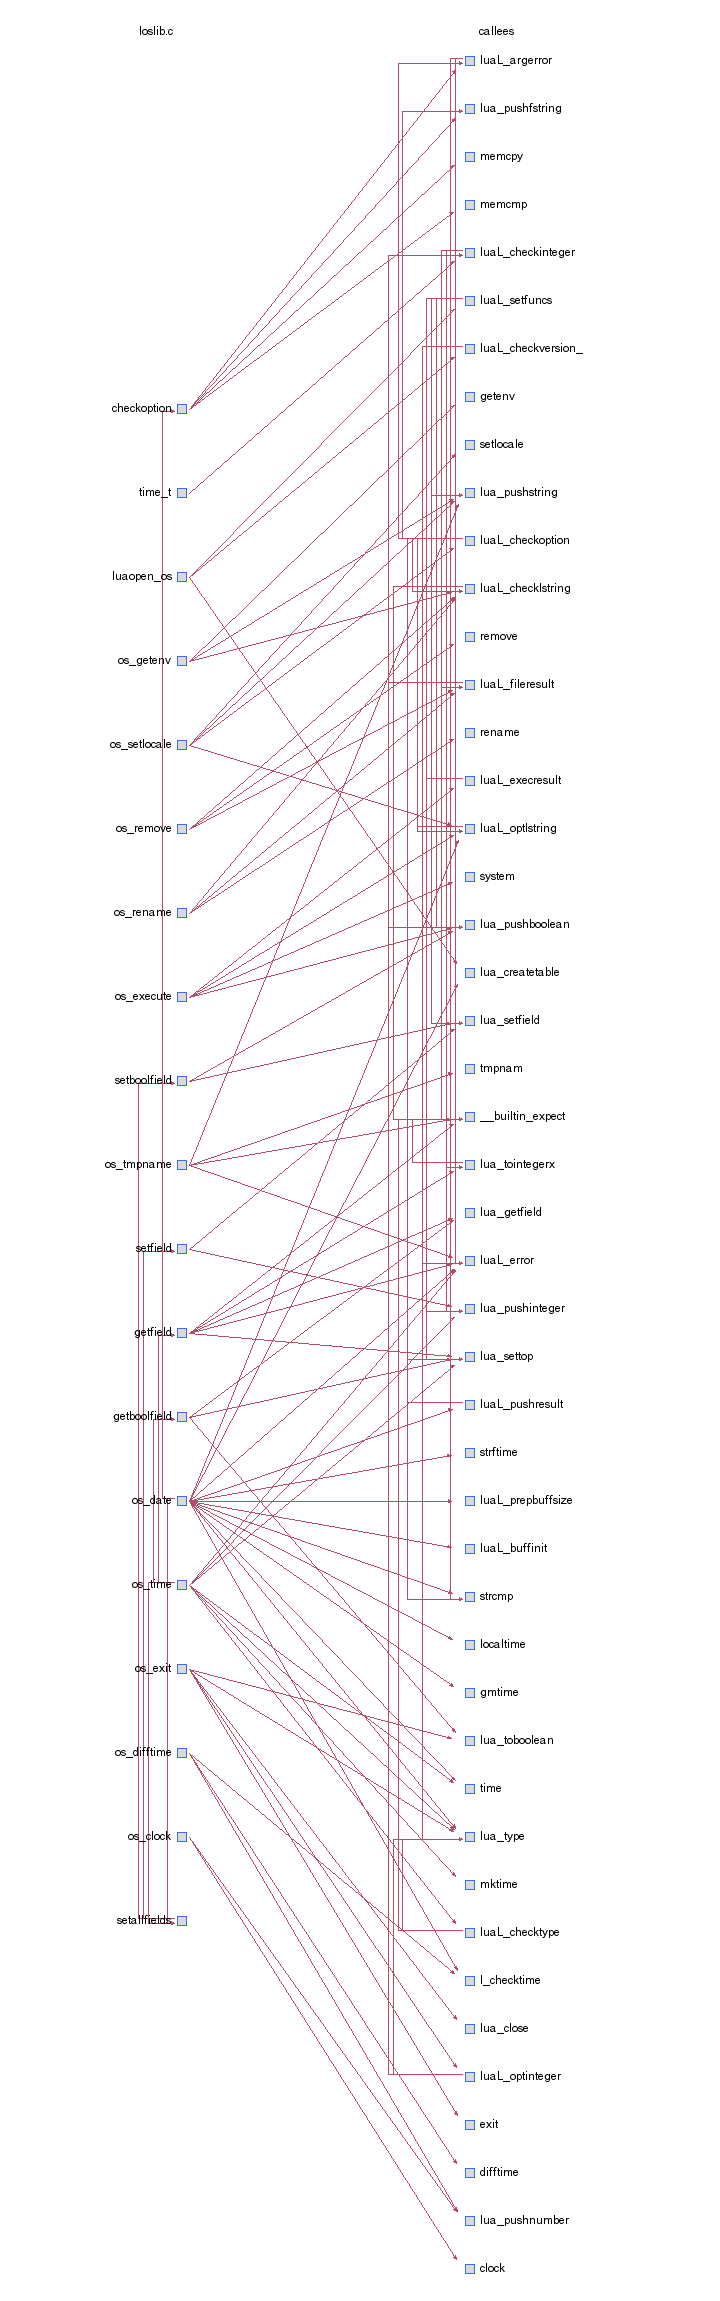 loslib.c
callees
luaL_argerror
lua_pushfstring
memcpy
memcmp
luaL_checkinteger
luaL_setfuncs
luaL_checkversion_
getenv
checkoption
setlocale
time_t
lua_pushstring
luaL_checkoption
luaopen_os
luaL_checklstring
remove
os_getenv
luaL_fileresult
rename
os_setlocale
luaL_execresult
os_remove
luaL_optlstring
system
os_rename
lua_pushboolean
lua_createtable
os_execute
lua_setfield
tmpnam
setboolfield
__builtin_expect
os_tmpname
lua_tointegerx
lua_getfield
setfield
luaL_error
lua_pushinteger
getfield
lua_settop
luaL_pushresult
getboolfield
strftime
os_date
luaL_prepbuffsize
luaL_buffinit
os_time
strcmp
localtime
os_exit
gmtime
lua_toboolean
os_difftime
time
os_clock
lua_type
mktime
setallfields
luaL_checktype
l_checktime
lua_close
luaL_optinteger
exit
difftime
lua_pushnumber
clock